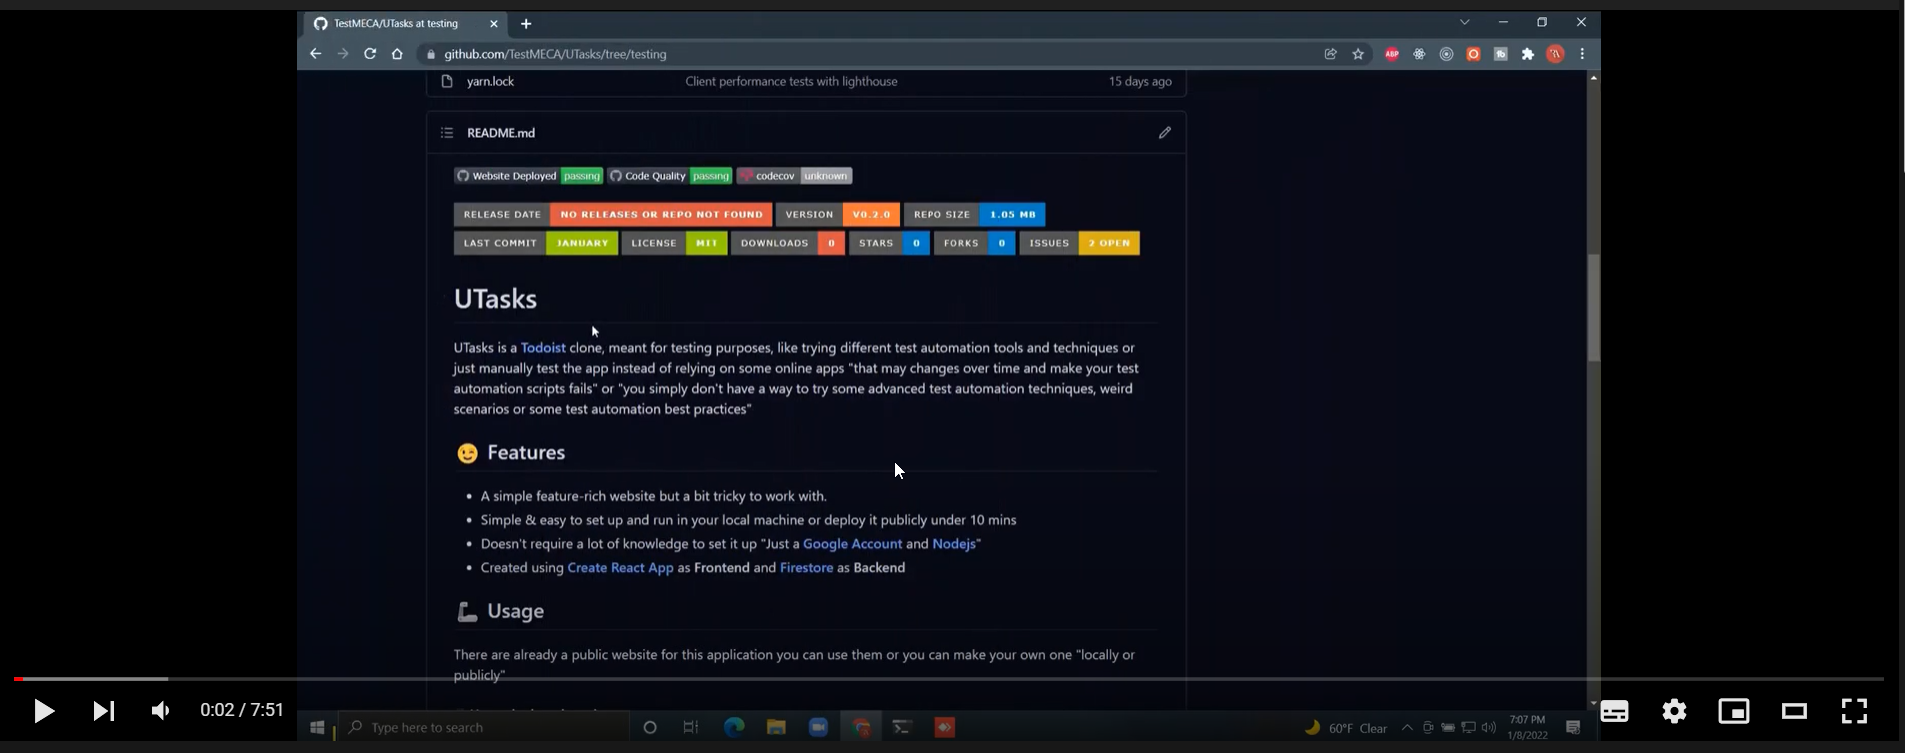 TestMECA/UTasks at testing
github.com/TestMECA/UTasks/tree/testing
ABP
yarn.lock Client performance tests with lighthouse 15 days ago
README.md
Website Deployed passing Code Quality passing codecov unknown
RELEASE DATE NO RELEASES OR REPO NOT FOUND VERSION V0.2.0 REPO SIZE 1.05 MB
LAST COMMIT JANUARY LICENSE MIT DOWNLOADS 0 STARS 0 FORKS 0 ISSUES 2 OPEN
UTasks
UTasks is a Todoist clone, meant for testing purposes, like trying different test automation tools and techniques or
just manually test the app instead of relying on some online apps "that may changes over time and make your test
automation scripts fails" or "you simply don't have a way to try some advanced test automation techniques, weird
scenarios or some test automation best practices"
Features
A simple feature-rich website but a bit tricky to work with.
Simple & easy to set up and run in your local machine or deploy it publicly under 10 mins
Doesn't require a lot of knowledge to set it up "Just a Google Account and Nodejs"
Created using Create React App as Frontend and Firestore as Backend
Usage
There are already a public website for this application you can use them or you can make your own one "locally or
publicly"
0:02 / 7:51
Type here to search
60°F Clear
7:07 PM
1/8/2022